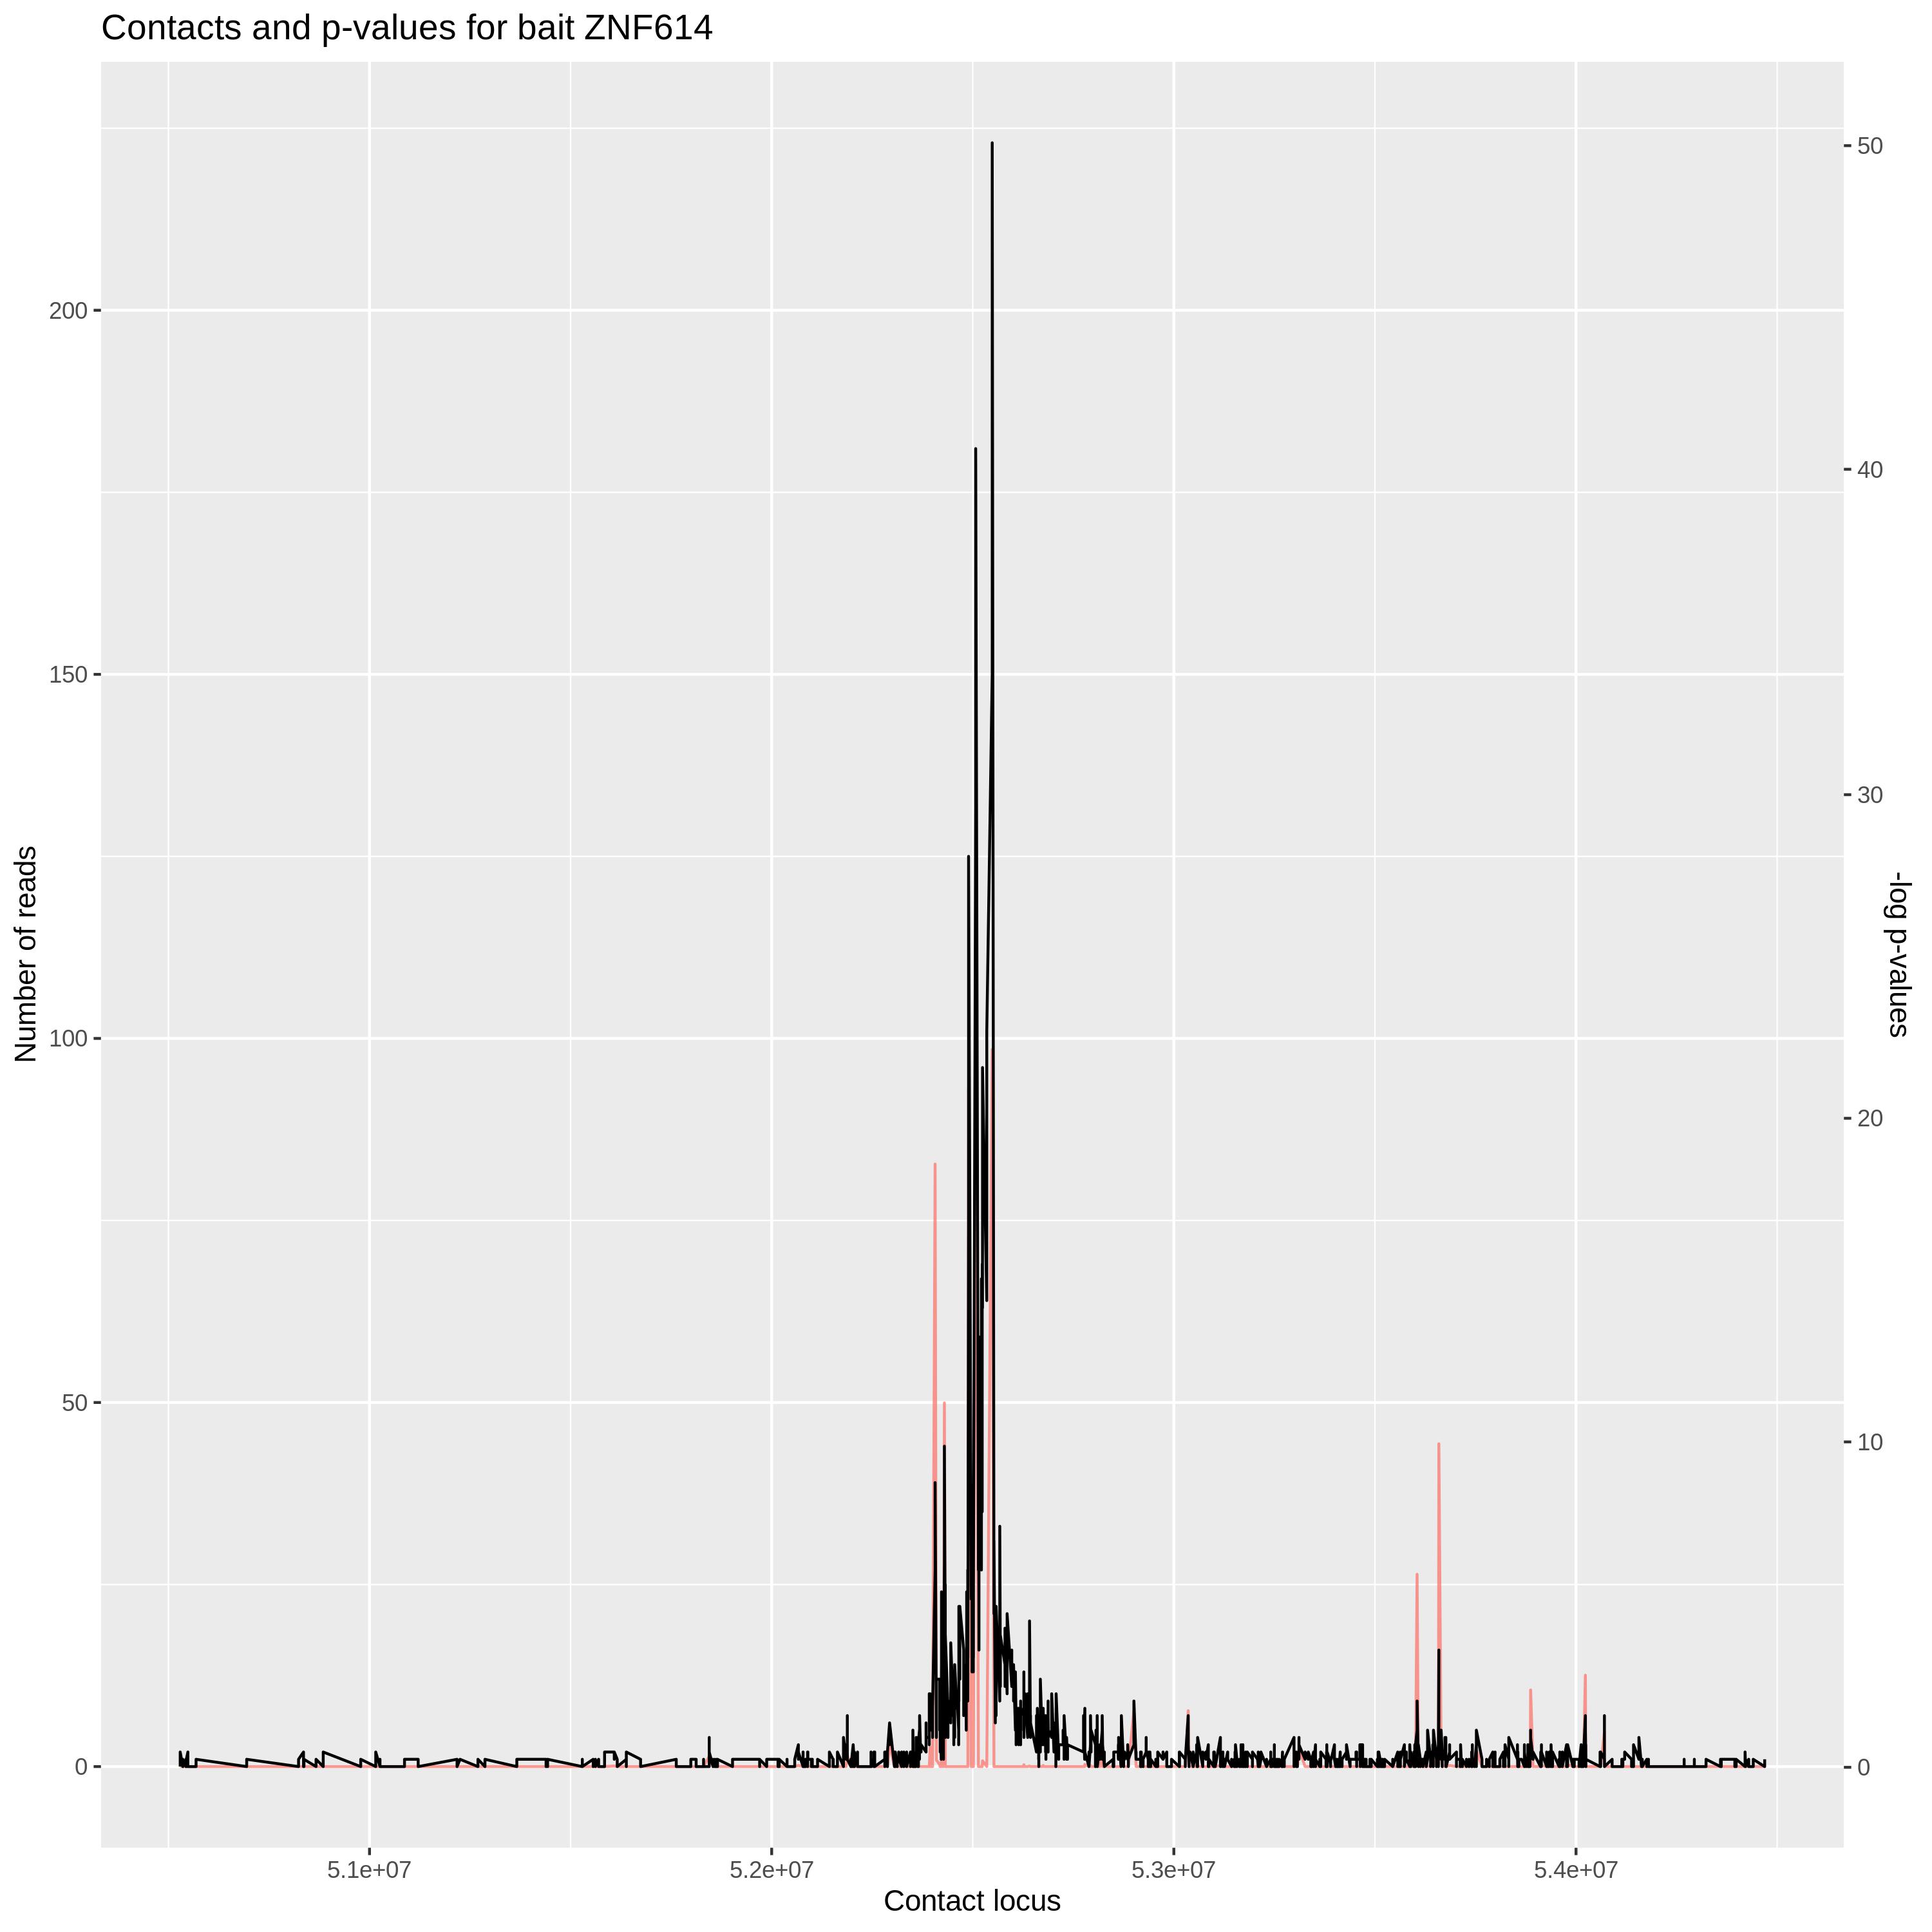 Contacts and p-values for bait ZNF614
Number of reads
200
150
100
50
0
50
40
30
20
10
0
-log p-values
5.1e+07
5.2e+07
5.3e+07
5.4e+07
Contact locus